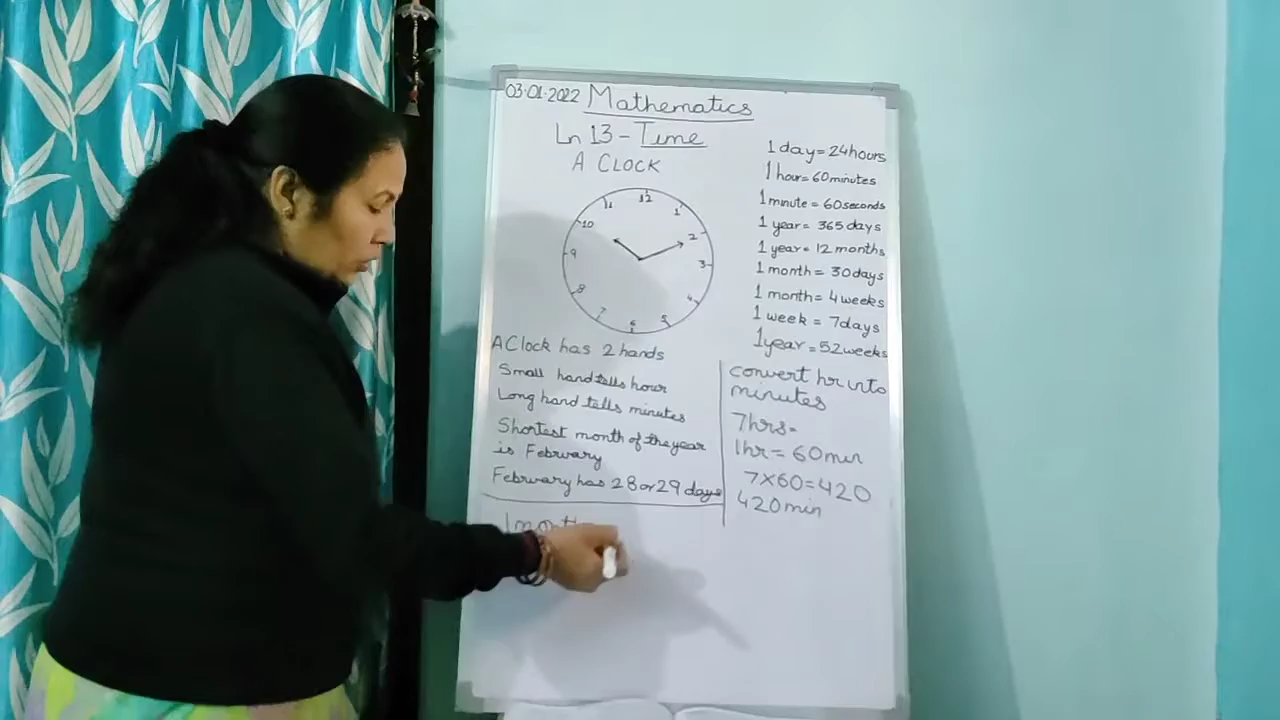 03.01.2022 Mathematics
Ln 13 - Time
A CLOCK
12
1
2
3
4
5
6
7
8
9
10
11
A Clock has 2 hands
Small hand tells hour
Long hand tells minutes
Shortest month of the year
is February
February has 28 or 29 days
1 month
1 day = 24 hours
1 hour = 60 minutes
1 minute = 60 seconds
1 year = 365 days
1 year = 12 months
1 month = 30 days
1 month = 4 weeks
1 week = 7 days
1 year = 52 weeks
convert hr into
minutes
7hrs =
1hr = 60 min
7×60=420
420 min